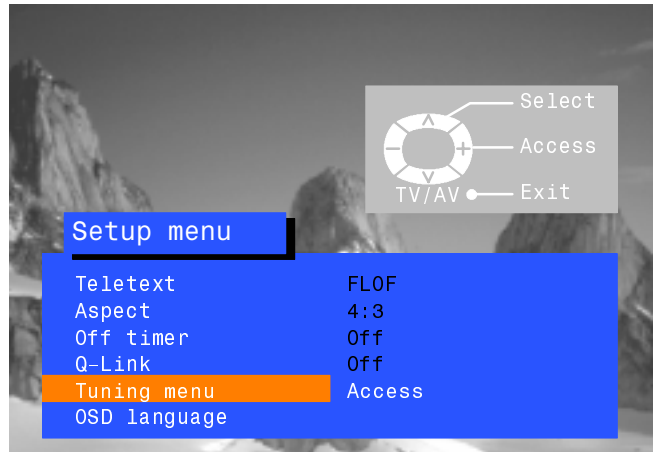 Select
Access
TV/AV Exit
Setup menu
Teletext FLOF
Aspect 4:3
Off timer Off
Q-Link Off
Tuning menu Access
OSD language